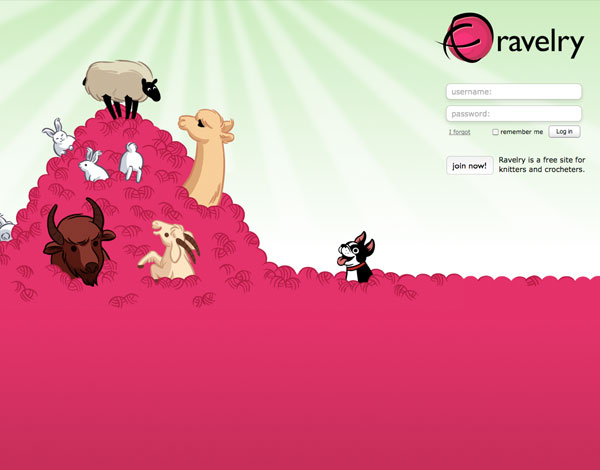 ravelry
username:
password:
I forgot
remember me
Log in
join now!
Ravelry is a free site for
knitters and crocheters.